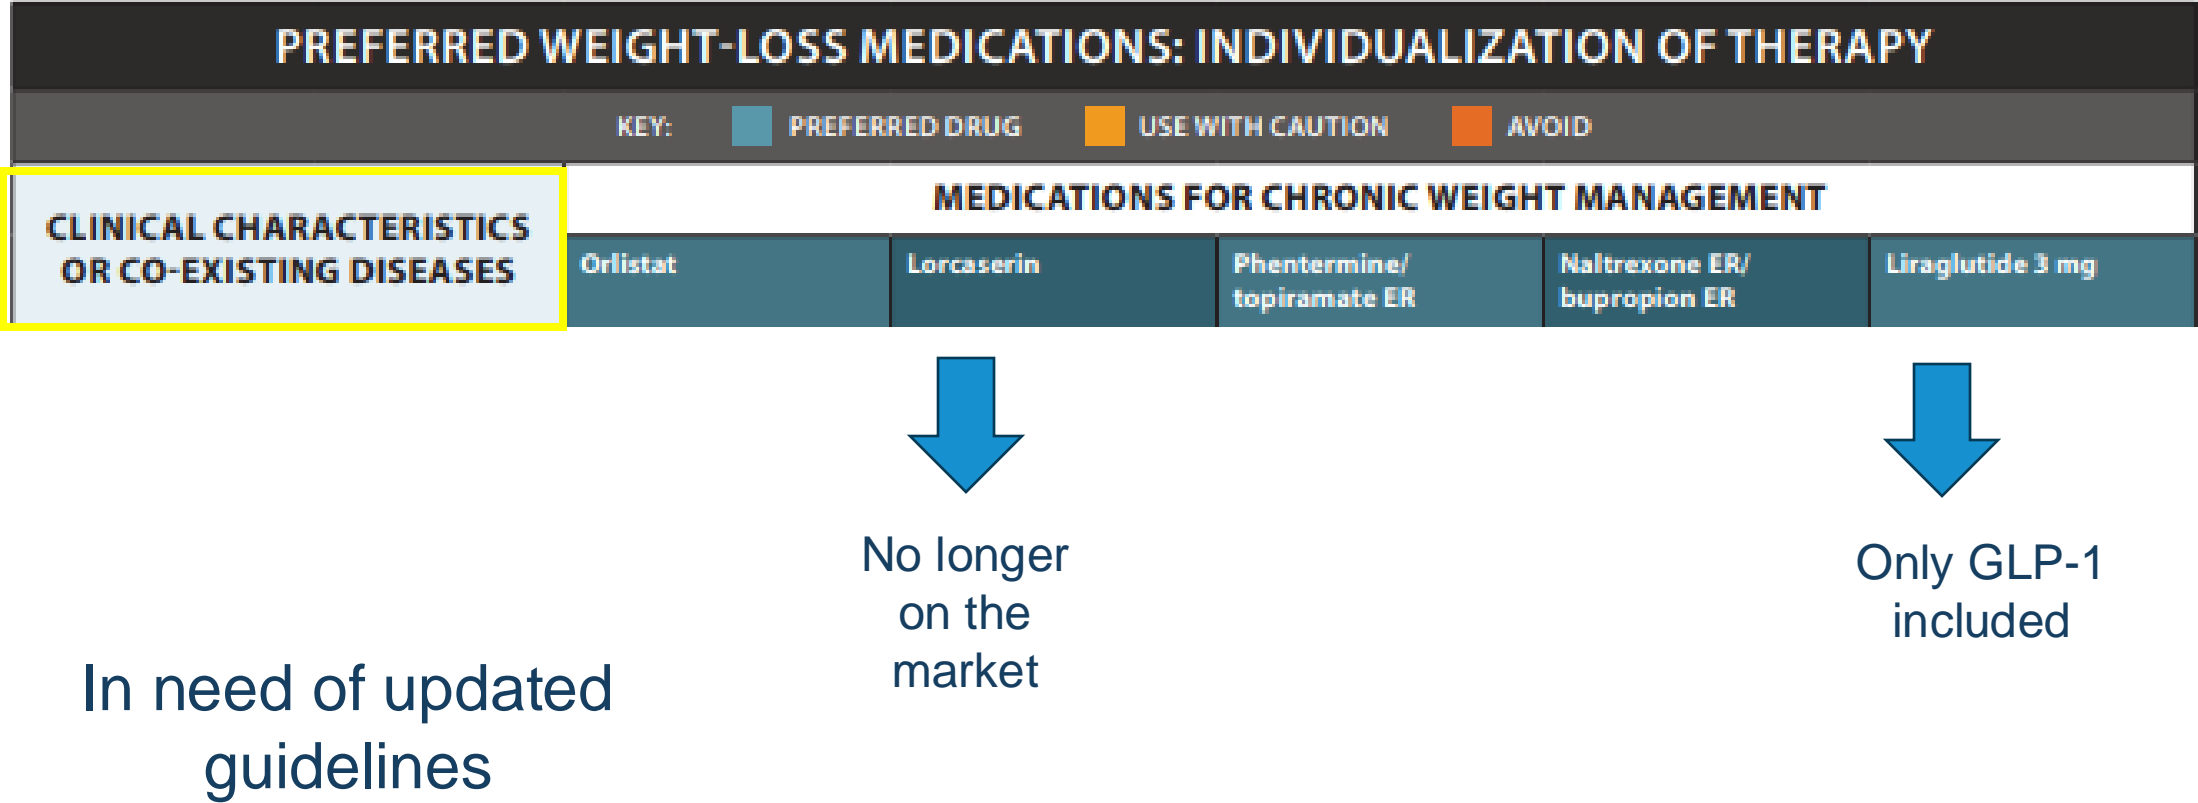 PREFERRED WEIGHT-LOSS MEDICATIONS: INDIVIDUALIZATION OF THERAPY
KEY: PREFERRED DRUG USE WITH CAUTION AVOID
CLINICAL CHARACTERISTICS
OR CO-EXISTING DISEASES
MEDICATIONS FOR CHRONIC WEIGHT MANAGEMENT
Orlistat
Lorcaserin
Phentermine/
topiramate ER
Naltrexone ER/
bupropion ER
Liraglutide 3 mg
No longer
on the
market
Only GLP-1
included
In need of updated
guidelines